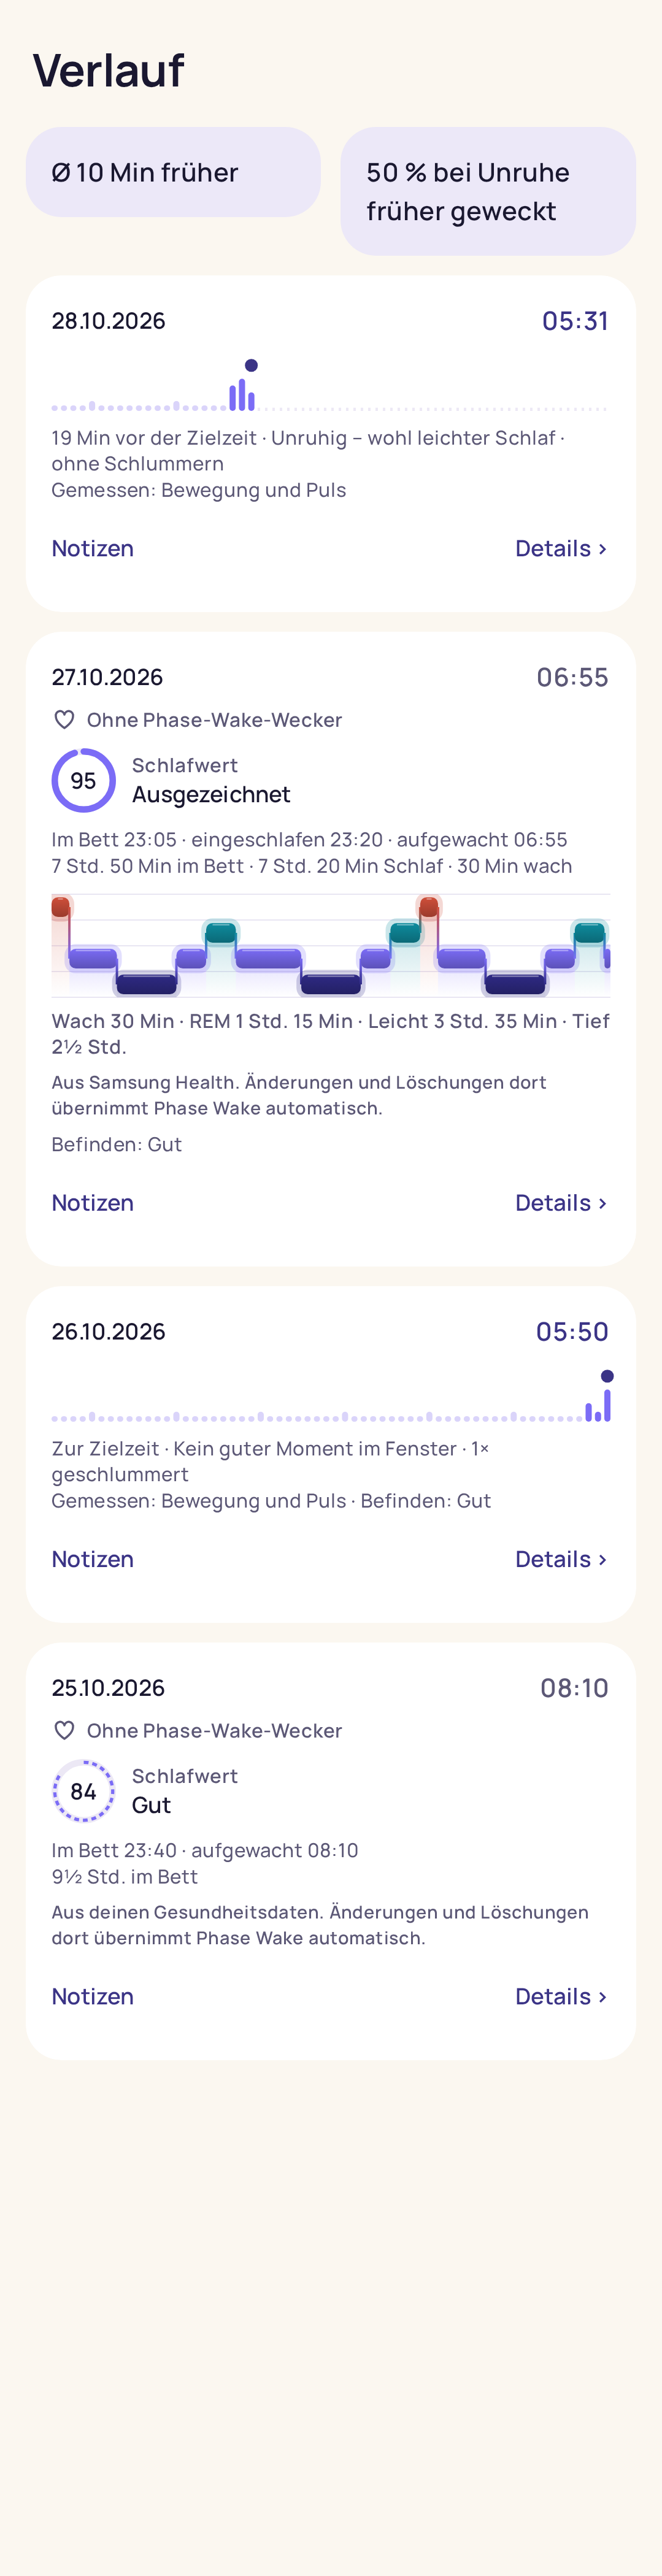 Verlauf
Ø 10 Min früher
50 % bei Unruhe
früher geweckt
28.10.2026
05:31
19 Min vor der Zielzeit · Unruhig – wohl leichter Schlaf ·
ohne Schlummern
Gemessen: Bewegung und Puls
Notizen
Details ›
27.10.2026
06:55
Ohne Phase-Wake-Wecker
95
Schlafwert
Ausgezeichnet
Im Bett 23:05 · eingeschlafen 23:20 · aufgewacht 06:55
7 Std. 50 Min im Bett · 7 Std. 20 Min Schlaf · 30 Min wach
Wach 30 Min · REM 1 Std. 15 Min · Leicht 3 Std. 35 Min · Tief
2½ Std.
Aus Samsung Health. Änderungen und Löschungen dort
übernimmt Phase Wake automatisch.
Befinden: Gut
Notizen
Details ›
26.10.2026
05:50
Zur Zielzeit · Kein guter Moment im Fenster · 1×
geschlummert
Gemessen: Bewegung und Puls · Befinden: Gut
Notizen
Details ›
25.10.2026
08:10
Ohne Phase-Wake-Wecker
84
Schlafwert
Gut
Im Bett 23:40 · aufgewacht 08:10
9½ Std. im Bett
Aus deinen Gesundheitsdaten. Änderungen und Löschungen
dort übernimmt Phase Wake automatisch.
Notizen
Details ›